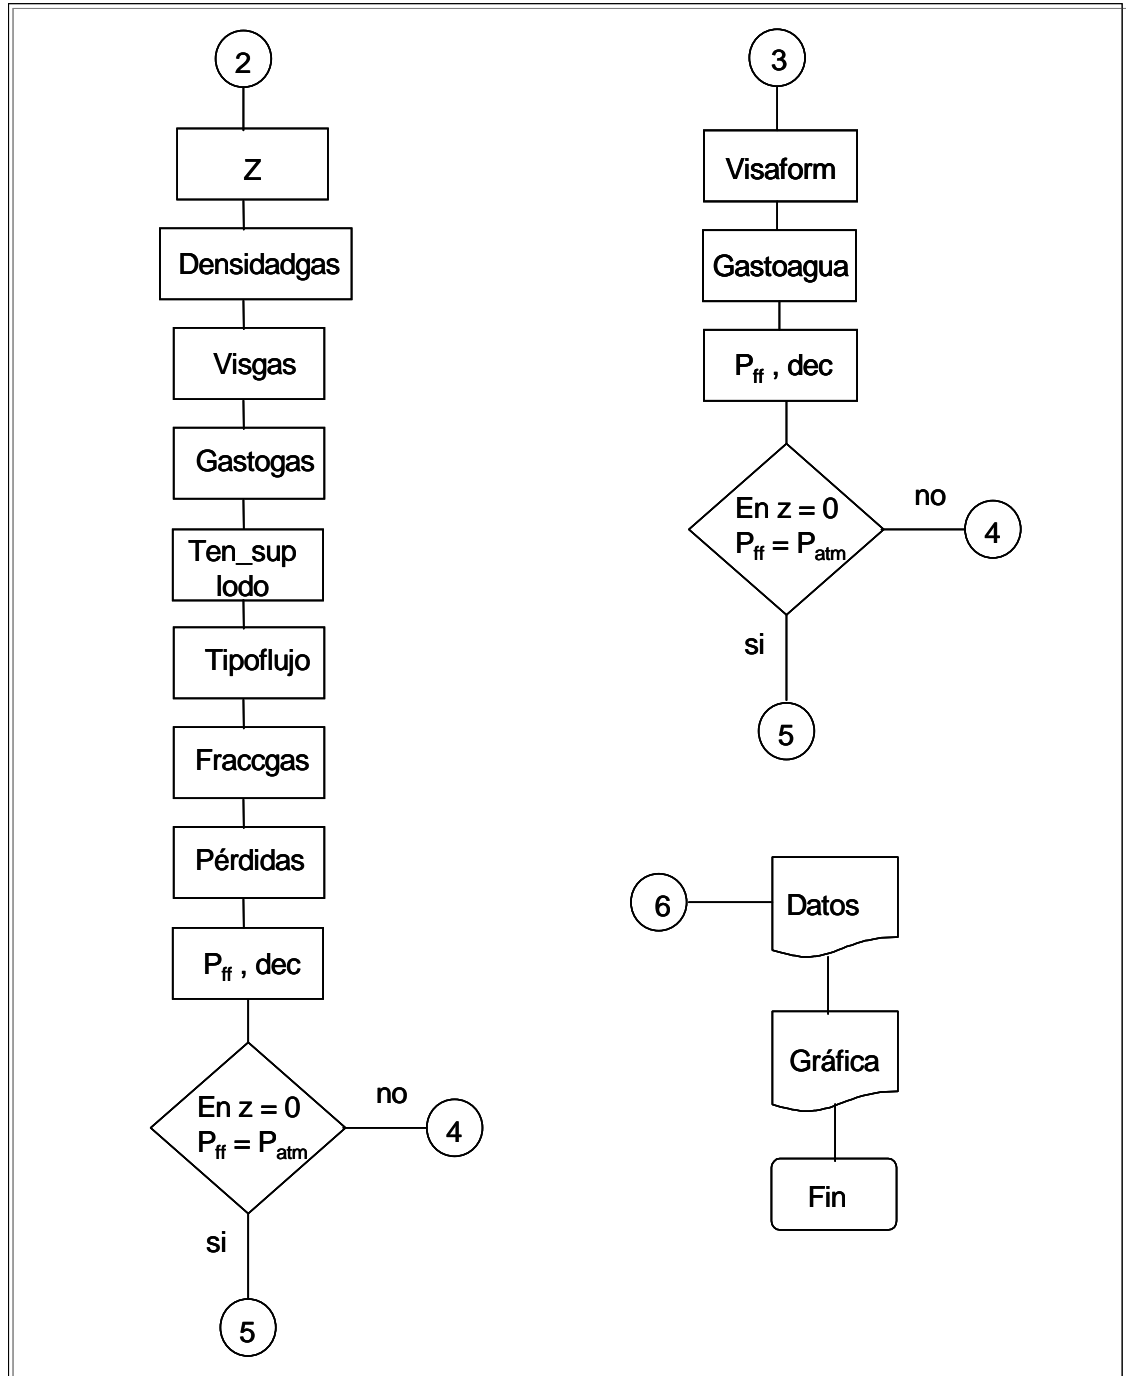 2
Z
Densidadgas
Visgas
Gastogas
Ten_sup
lodo
Tipoflujo
Fraccgas
Pérdidas
Pff , dec
En z = 0
Pff = Patm
no
4
si
5
3
Visaform
Gastoagua
Pff , dec
En z = 0
Pff = Patm
no
4
si
5
6
Datos
Gráfica
Fin